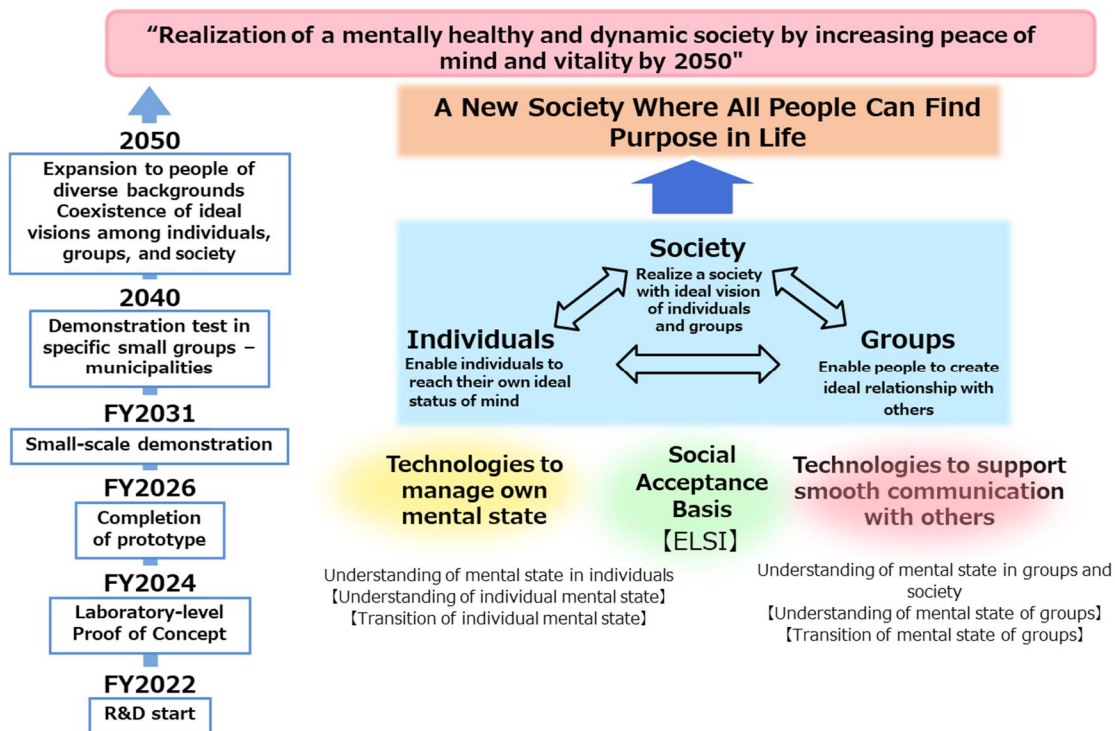 “Realization of a mentally healthy and dynamic society by increasing peace of
mind and vitality by 2050"
2050
Expansion to people of
diverse backgrounds
Coexistence of ideal
visions among individuals,
groups, and society
2040
Demonstration test in
specific small groups –
municipalities
FY2031
Small-scale demonstration
FY2026
Completion
of prototype
FY2024
Laboratory-level
Proof of Concept
FY2022
R&D start
A New Society Where All People Can Find
Purpose in Life
Society
Realize a society
with ideal vision
of individuals
and groups
Individuals
Enable individuals to
reach their own ideal
status of mind
Groups
Enable people to create
ideal relationship with
others
Technologies to
manage own
mental state
Social
Acceptance
Basis
【ELSI】
Technologies to support
smooth communication
with others
Understanding of mental state in individuals
【Understanding of individual mental state】
【Transition of individual mental state】
Understanding of mental state in groups and
society
【Understanding of mental state of groups】
【Transition of mental state of groups】